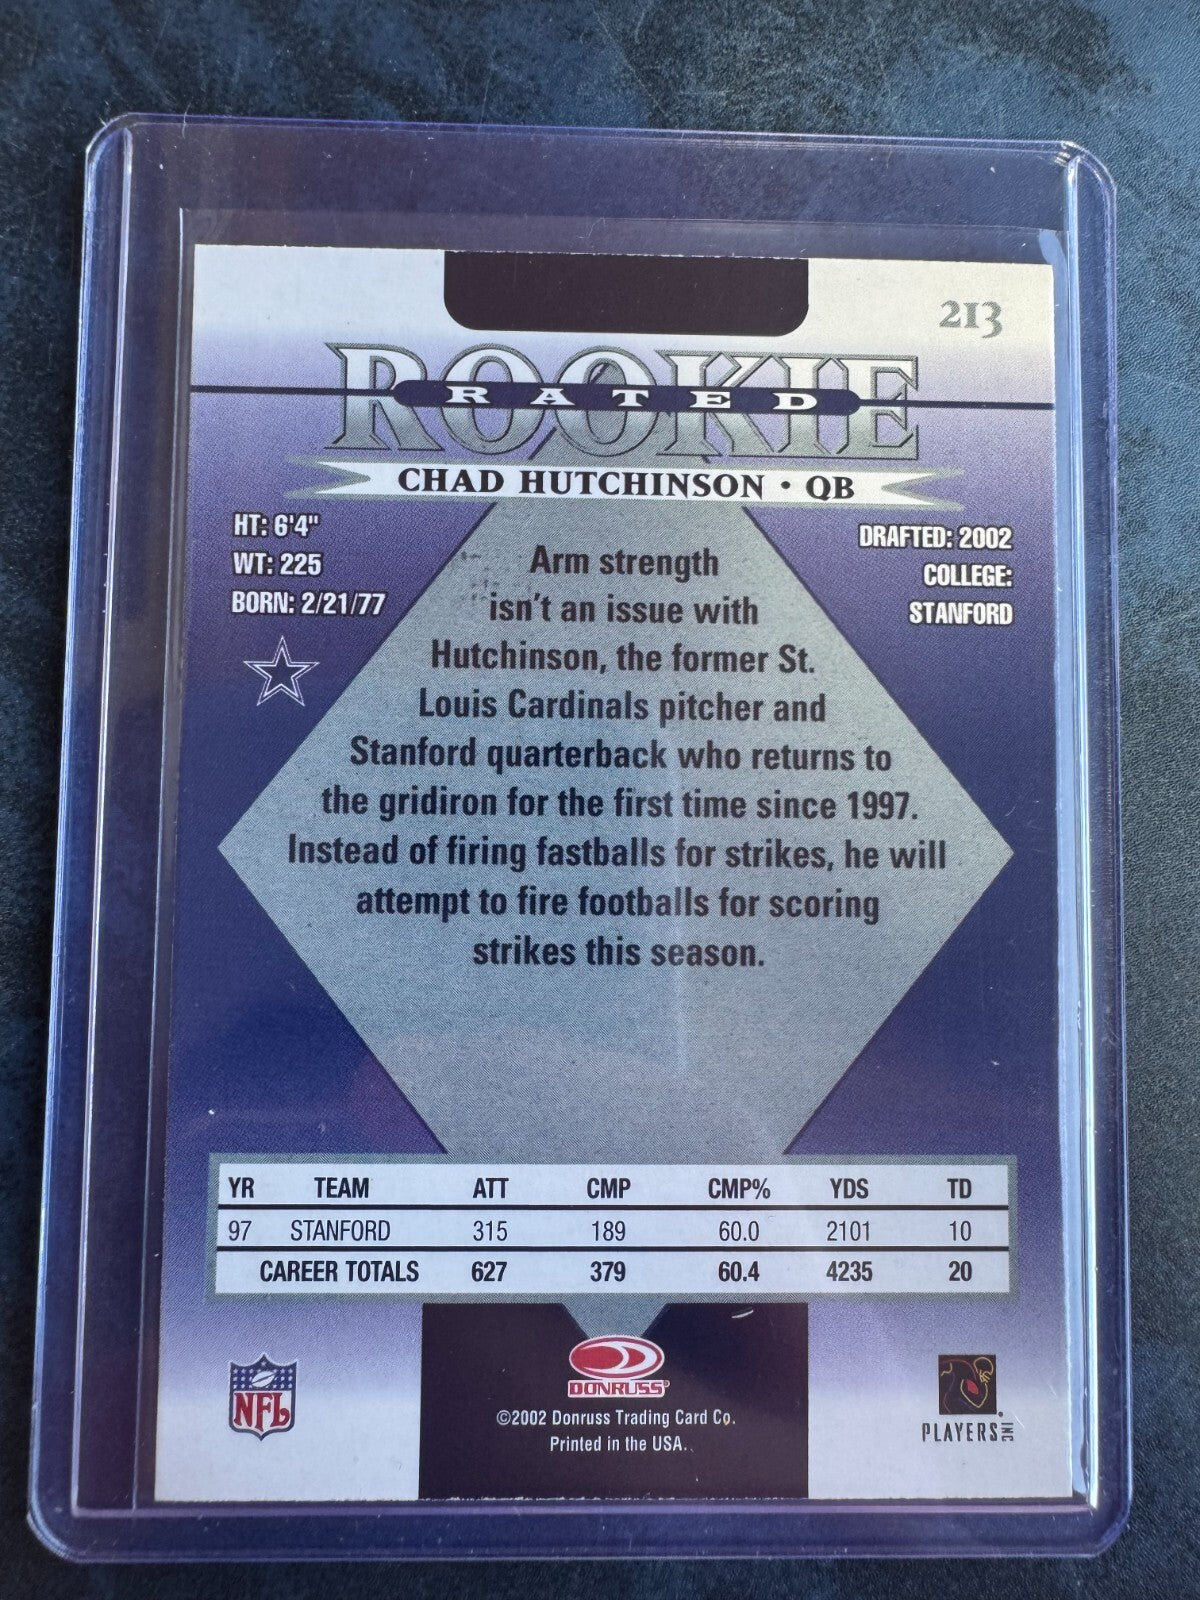 213
ROOKIE
RATED
CHAD HUTCHINSON • QB
HT: 6'4"
WT: 225
BORN: 2/21/77
DRAFTED: 2002
COLLEGE:
STANFORD
Arm strength
isn't an issue with
Hutchinson, the former St.
Louis Cardinals pitcher and
Stanford quarterback who returns to
the gridiron for the first time since 1997.
Instead of firing fastballs for strikes, he will
attempt to fire footballs for scoring
strikes this season.
YR TEAM ATT CMP CMP% YDS TD
97 STANFORD 315 189 60.0 2101 10
CAREER TOTALS 627 379 60.4 4235 20
NFL
DONRUSS®
©2002 Donruss Trading Card Co.
Printed in the USA.
PLAYERS INC